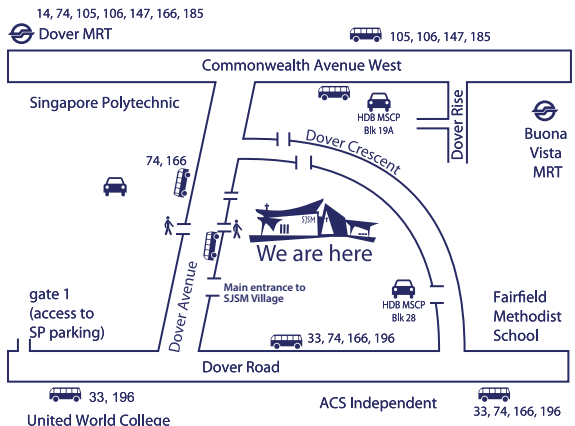 14, 74, 105, 106, 147, 166, 185
Dover MRT
105, 106, 147, 185
Commonwealth Avenue West
Singapore Polytechnic
HDB MSCP
Blk 19A
Dover Rise
Buona
Vista
MRT
Dover Crescent
74, 166
SJSM
We are here
Main entrance to
SJSM Village
Dover Avenue
HDB MSCP
Blk 28
gate 1
(access to
SP parking)
Fairfield
Methodist
School
33, 74, 166, 196
Dover Road
33, 196
United World College
ACS Independent
33, 74, 166, 196